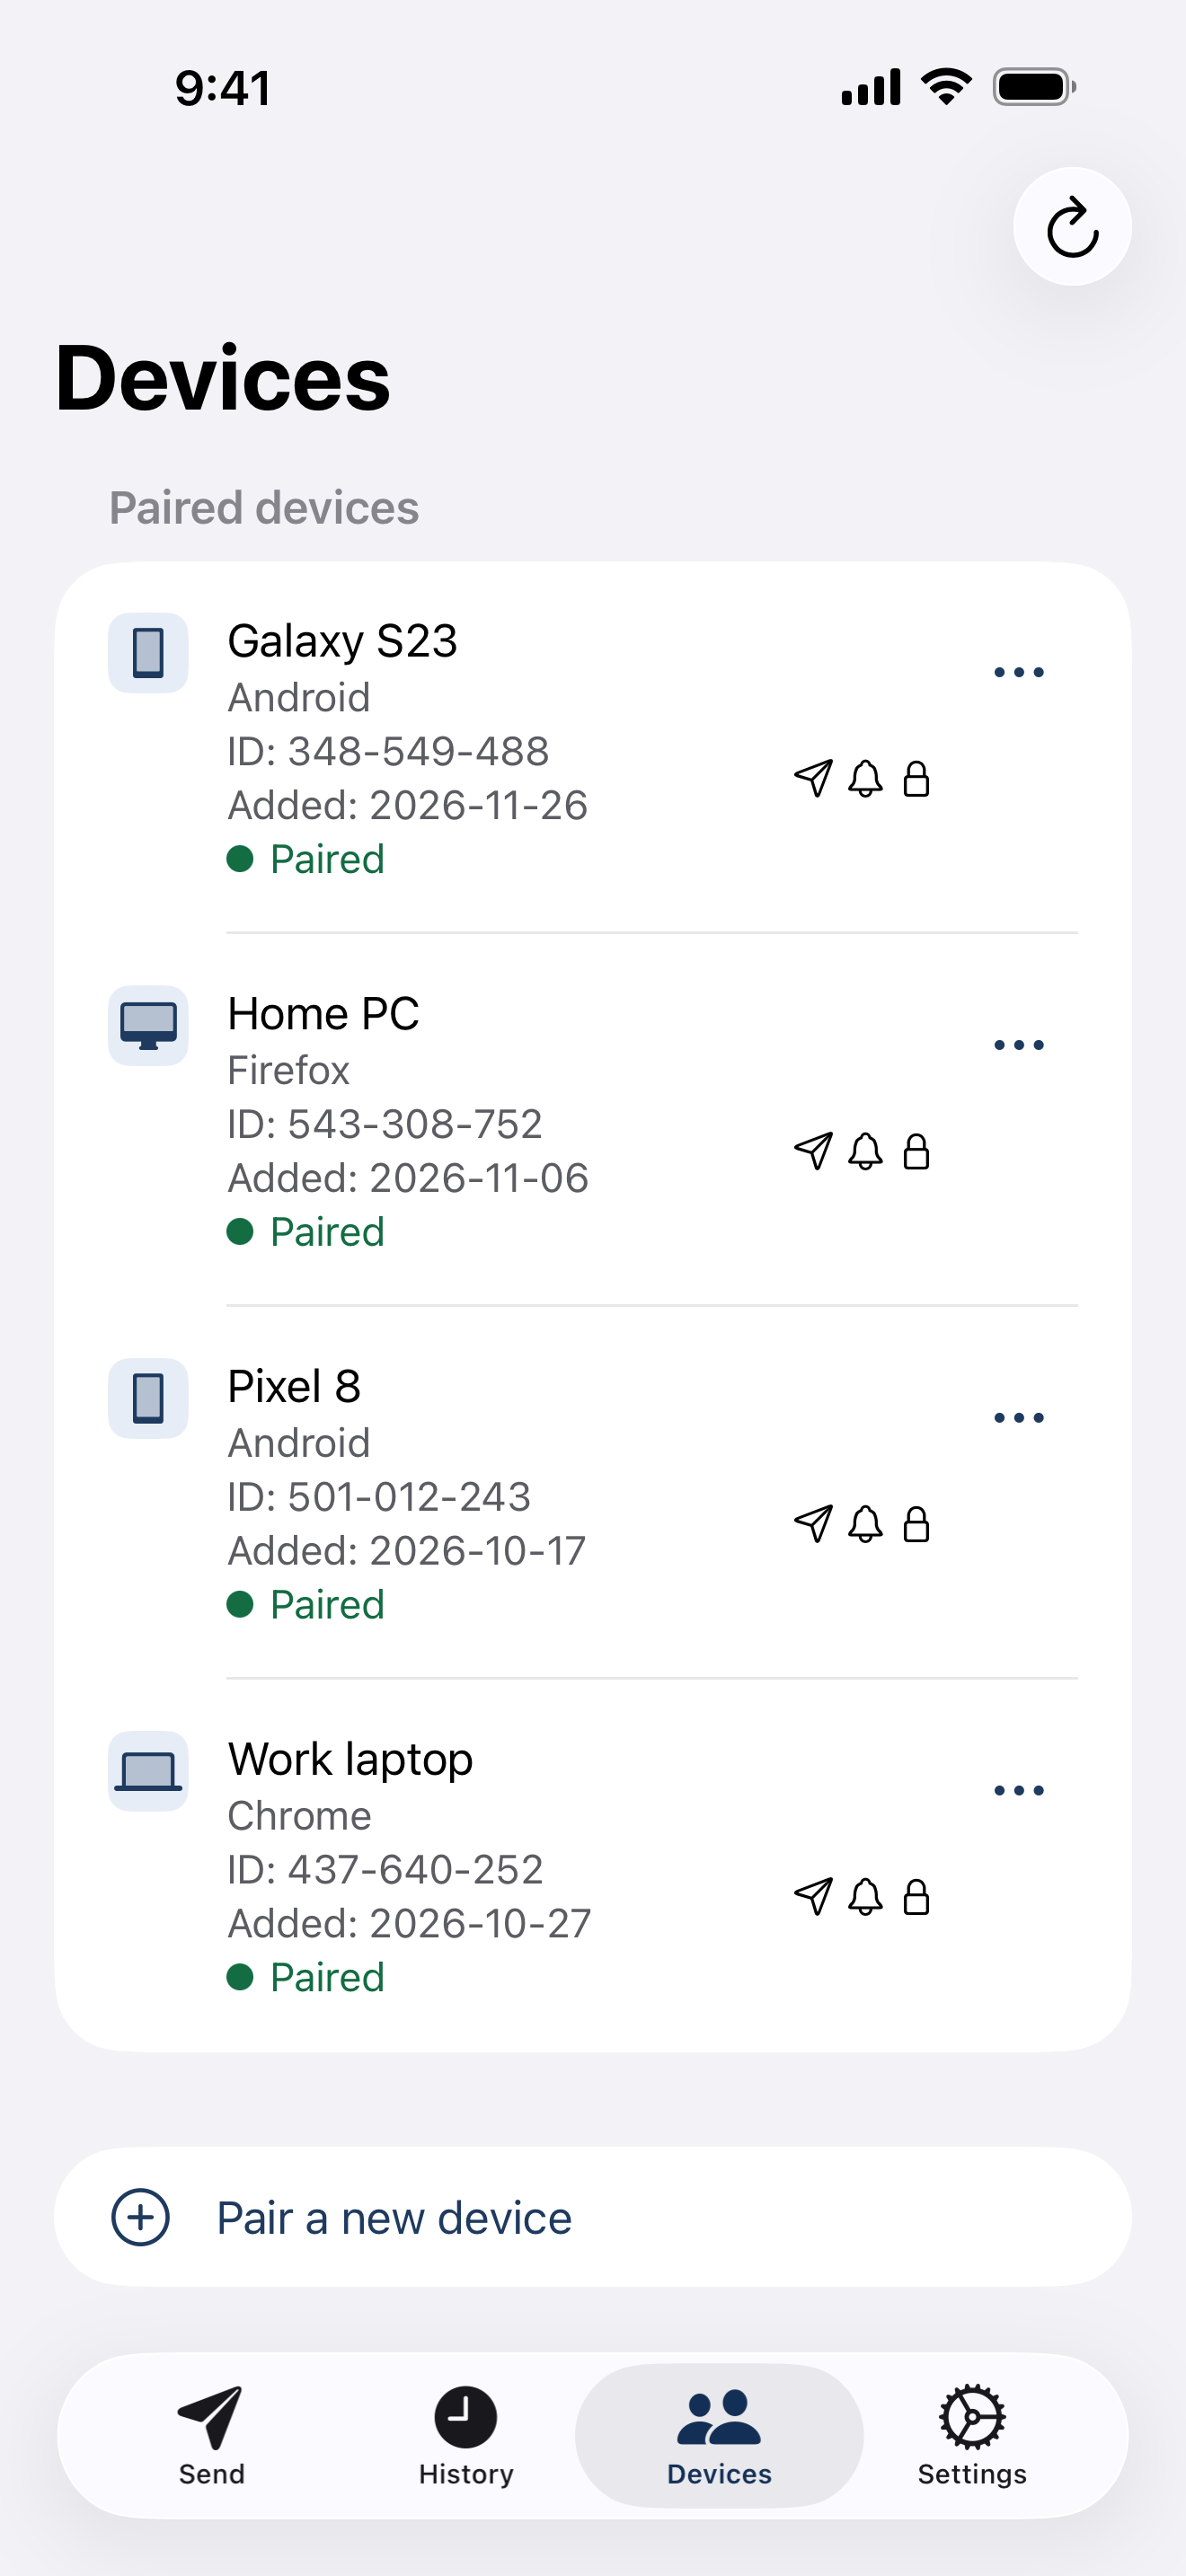 9:41
Devices
Paired devices
Galaxy S23
Android
ID: 348-549-488
Added: 2026-11-26
Paired
Home PC
Firefox
ID: 543-308-752
Added: 2026-11-06
Paired
Pixel 8
Android
ID: 501-012-243
Added: 2026-10-17
Paired
Work laptop
Chrome
ID: 437-640-252
Added: 2026-10-27
Paired
Pair a new device
Send
History
Devices
Settings